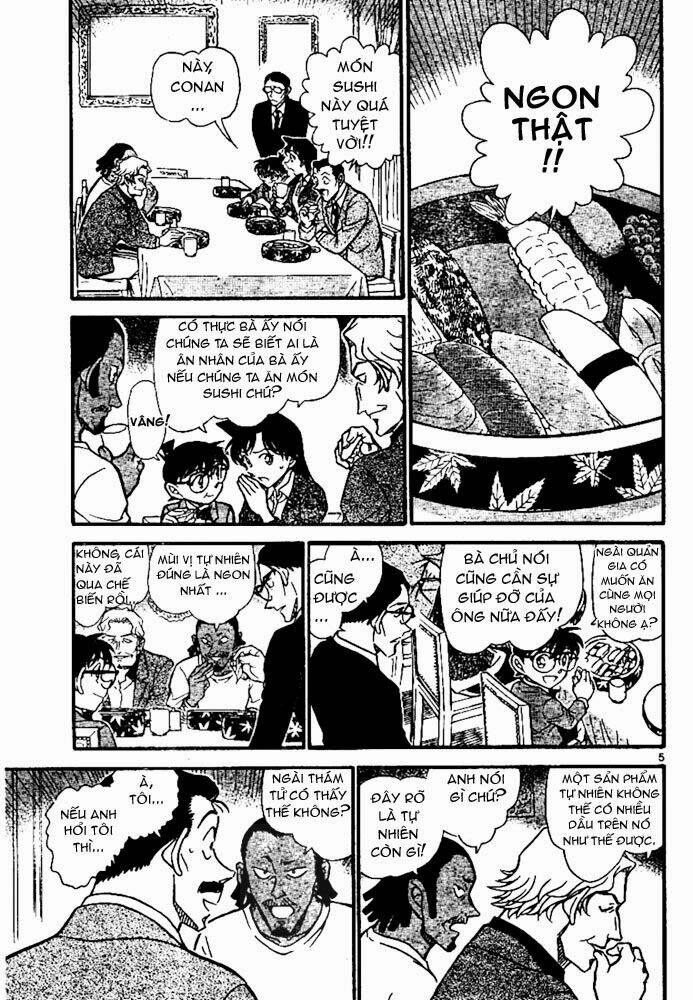 NGON
THẬT
!!
MÓN
SUSHI
NÀY QUÁ
TUYỆT
VỜI!!
NÀY,
CONAN
...
CÓ THỰC BÀ ẤY NÓI
CHÚNG TA SẼ BIẾT AI LÀ
ÂN NHÂN CỦA BÀ ẤY
NẾU CHÚNG TA ĂN MÓN
SUSHI CHỨ?
VÂNG!
NGÀI QUẢN
GIA CÓ
MUỐN ĂN
CÙNG MỌI
NGƯỜI
KHÔNG Ạ?
BÀ CHỦ NÓI
CŨNG CẦN SỰ
GIÚP ĐỠ CỦA
ÔNG NỮA ĐẤY!
À...
CŨNG
ĐƯỢC
...
MÙI VỊ TỰ NHIÊN
ĐÚNG LÀ NGON
NHẤT ...
KHÔNG, CÁI
NÀY ĐÃ
QUA CHẾ
BIẾN RỒI...
5
MỘT SẢN PHẨM
TỰ NHIÊN KHÔNG
THỂ CÓ NHIỀU
DẦU TRÊN NÓ
NHƯ THẾ ĐƯỢC.
ANH NÓI
GÌ CHỨ?
ĐÂY RÕ
LÀ TỰ
NHIÊN
CÒN GÌ!
NGÀI THÁM
TỬ CÓ THẤY
THẾ KHÔNG?
À,
TÔI...
NẾU ANH
HỎI TÔI
THÌ...